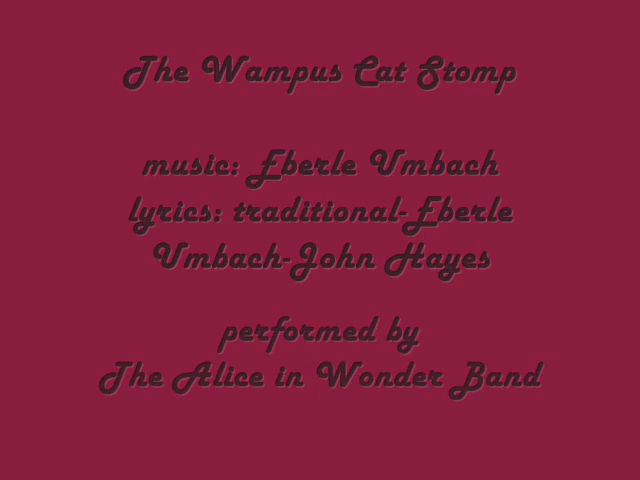 The Wampus Cat Stomp
music: Eberle Umbach
lyrics: traditional-Eberle
Umbach-John Hayes
performed by
The Alice in Wonder Band